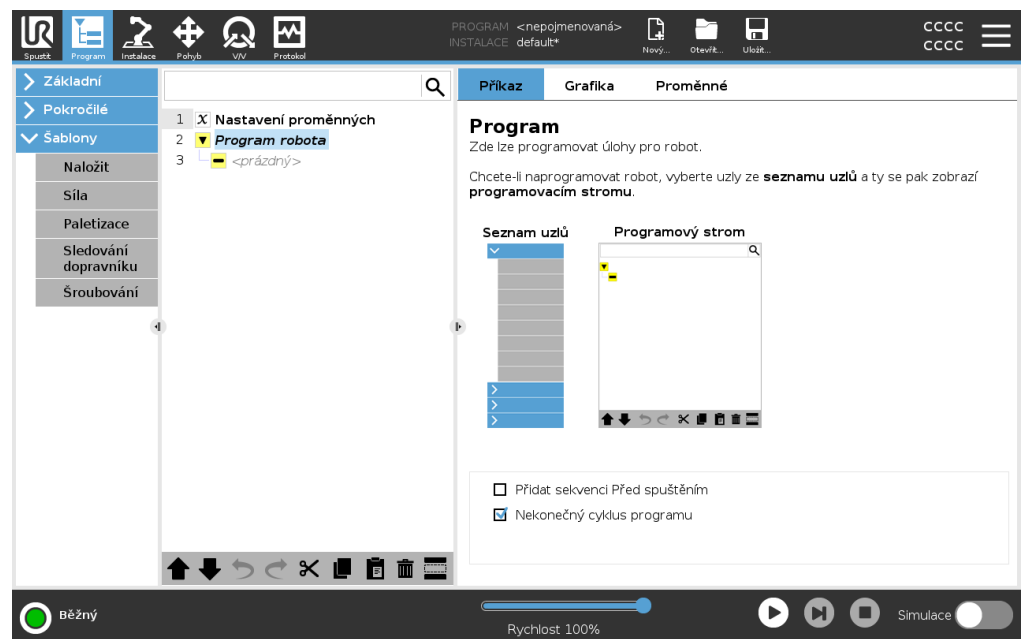 PROGRAM <nepojmenovaná>
INSTALACE default*
CCCC
CCCC
Spustit
Program
Instalace
Pohyb
V/V
Protokol
Nový...
Otevřít...
Uložit...
Základní
Pokročilé
Šablony
Naložit
Síla
Paletizace
Sledování
dopravníku
Šroubování
1 X Nastavení proměnných
2 Program robota
3 <prázdný>
Příkaz Grafika Proměnné
Program
Zde lze programovat úlohy pro robot.
Chcete-li naprogramovat robot, vyberte uzly ze seznamu uzlů a ty se pak zobrazí
programovacím stromu.
Seznam uzlů Programový strom
Přidat sekvenci Před spuštěním
Nekonečný cyklus programu
Běžný
Rychlost 100%
Simulace